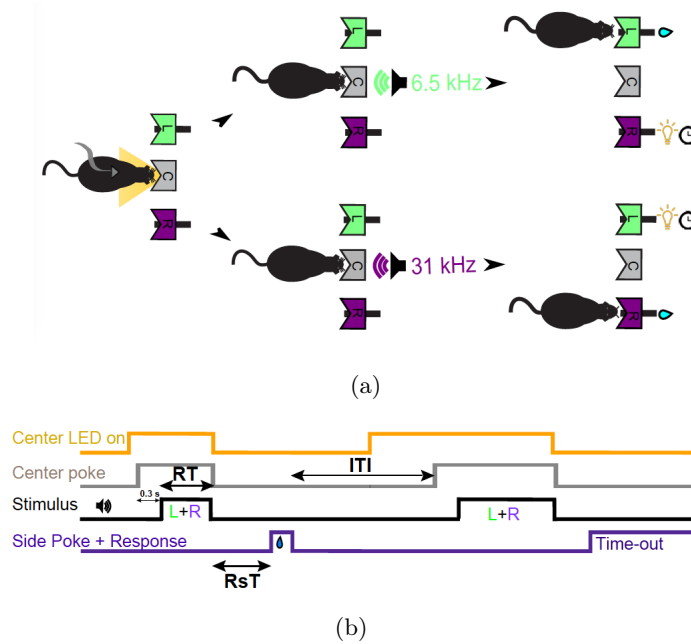 L
C
R
L
C
6.5 kHz
R
L
C
R
L
C
31 kHz
R
L
C
R
(a)
Center LED on
Center poke
RT
ITI
0.3 s
Stimulus
L+R
L+R
Side Poke + Response
Time-out
RsT
(b)